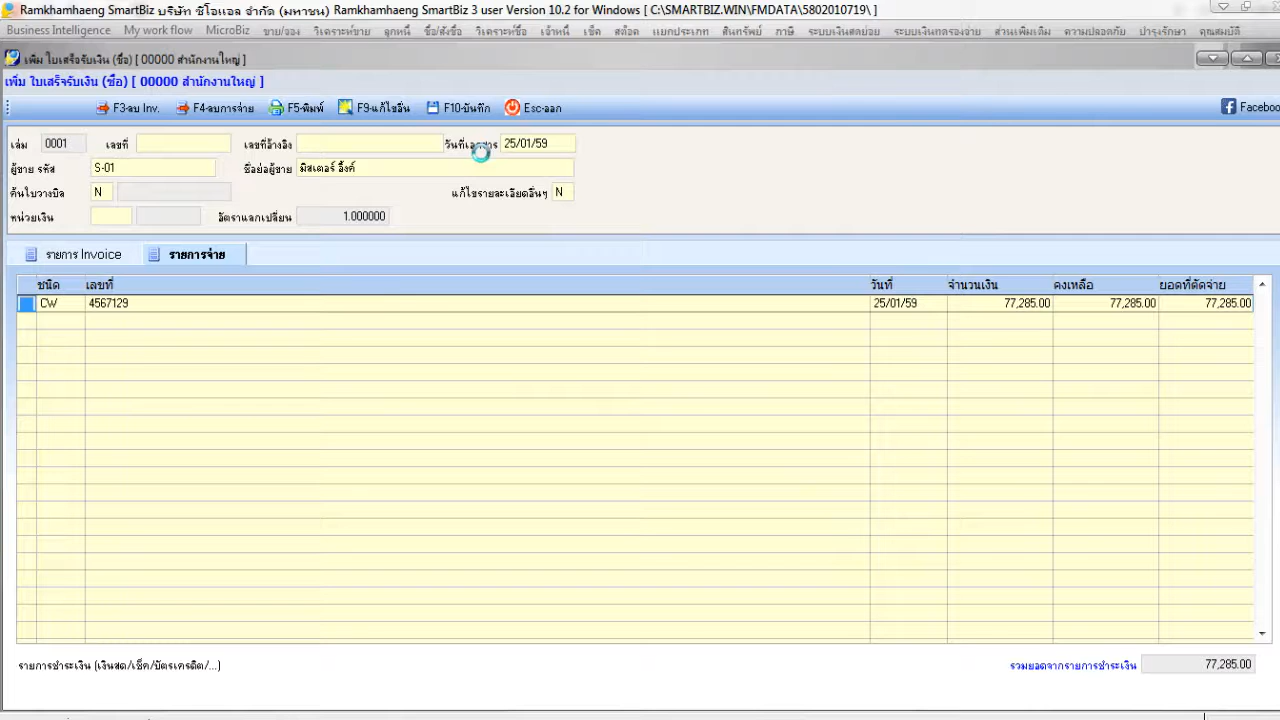 Ramkhamhaeng SmartBiz บริษัท ซีโอแอล จำกัด (มหาชน) Ramkhamhaeng SmartBiz 3 user Version 10.2 for Windows [ C:\SMARTBIZ.WIN\FMDATA\5802010719\ ]
Business Intelligence My work flow MicroBiz ขาย/จอง วิเคราะห์ขาย ลูกหนี้ ซื้อ/สั่งซื้อ วิเคราะห์ซื้อ เจ้าหนี้ เช็ค สต็อค แยกประเภท สินทรัพย์ ภาษี ระบบเงินสดย่อย ระบบเงินทดรองจ่าย ส่วนเพิ่มเติม ความปลอดภัย บำรุงรักษา คุณสมบัติ
เพิ่ม ใบเสร็จรับเงิน (ซื้อ) [ 00000 สำนักงานใหญ่ ]
เพิ่ม ใบเสร็จรับเงิน (ซื้อ) [ 00000 สำนักงานใหญ่ ]
F3-ลบ Inv. F4-ลบการจ่าย F5-พิมพ์ F9-แก้ไขอื่น F10-บันทึก Esc-ออก Faceboo
เล่ม 0001 เลขที่ เลขที่อ้างอิง วันที่เอกสาร 25/01/59
ผู้ขาย รหัส S-01 ชื่อย่อผู้ขาย มิสเตอร์ อิ้งค์
ค้นใบวางบิล N แก้ไขรายละเอียดอื่นๆ N
หน่วยเงิน อัตราแลกเปลี่ยน 1.000000
รายการ Invoice รายการจ่าย
ชนิด เลขที่ วันที่ จำนวนเงิน คงเหลือ ยอดที่ตัดจ่าย
CW 4567129 25/01/59 77,285.00 77,285.00 77,285.00
รายการชำระเงิน (เงินสด/เช็ค/บัตรเครดิต/...) รวมยอดจากรายการชำระเงิน 77,285.00